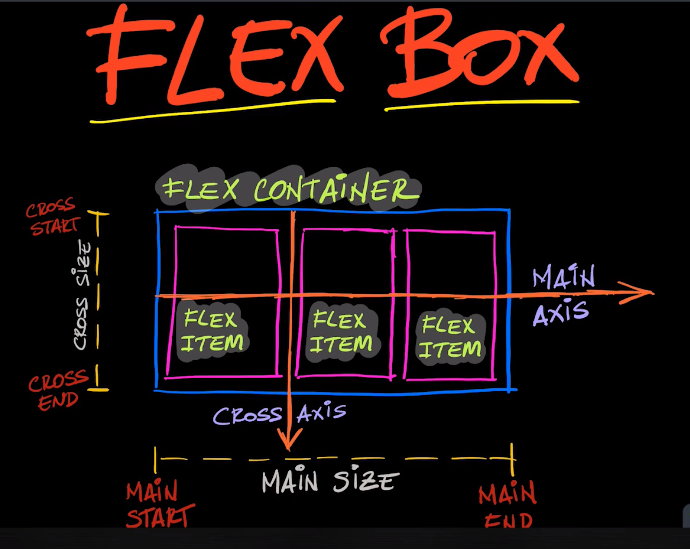 FLEX BOX
FLEX CONTAINER
CROSS
START
CROSS SIZE
CROSS
END
FLEX
ITEM
FLEX
ITEM
FLEX
ITEM
MAIN
AXIS
CROSS AXIS
MAIN SIZE
MAIN
START
MAIN
END